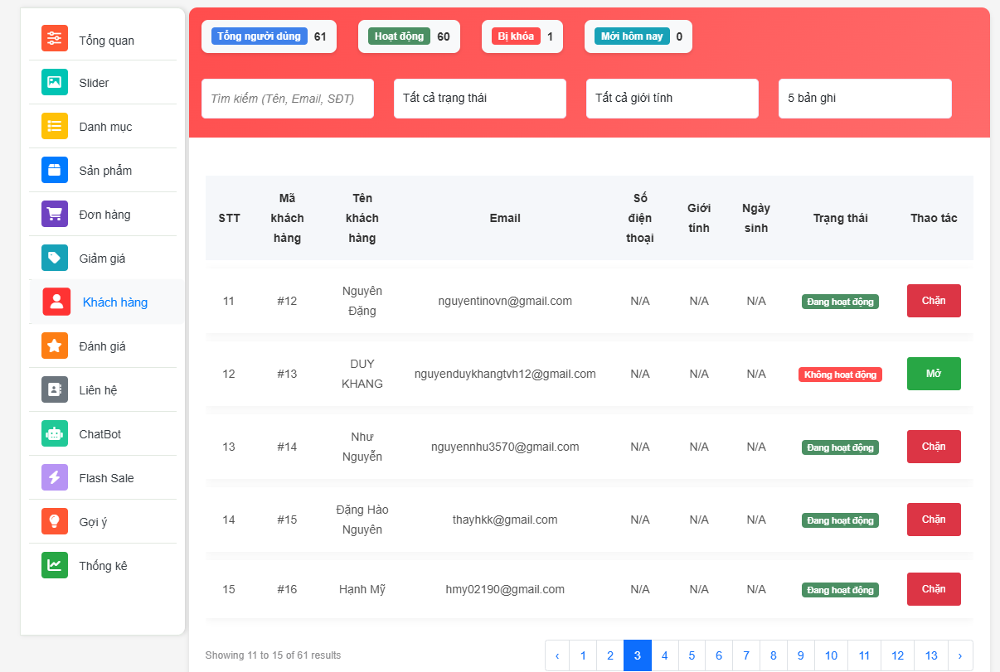 Tổng quan
Slider
Danh mục
Sản phẩm
Đơn hàng
Giảm giá
Khách hàng
Đánh giá
Liên hệ
ChatBot
Flash Sale
Gợi ý
Thống kê
Tổng người dùng 61 Hoạt động 60 Bị khóa 1 Mới hôm nay 0
Tìm kiếm (Tên, Email, SĐT) Tất cả trạng thái Tất cả giới tính 5 bản ghi
STT Mã khách hàng Tên khách hàng Email Số điện thoại Giới tính Ngày sinh Trạng thái Thao tác
11 #12 Nguyên Đặng nguyentinovn@gmail.com N/A N/A N/A Đang hoạt động Chặn
12 #13 DUY KHANG nguyenduykhangtvh12@gmail.com N/A N/A N/A Không hoạt động Mở
13 #14 Như Nguyễn nguyennhu3570@gmail.com N/A N/A N/A Đang hoạt động Chặn
14 #15 Đặng Hào Nguyên thayhkk@gmail.com N/A N/A N/A Đang hoạt động Chặn
15 #16 Hạnh Mỹ hmy02190@gmail.com N/A N/A N/A Đang hoạt động Chặn
Showing 11 to 15 of 61 results ‹ 1 2 3 4 5 6 7 8 9 10 11 12 13 ›